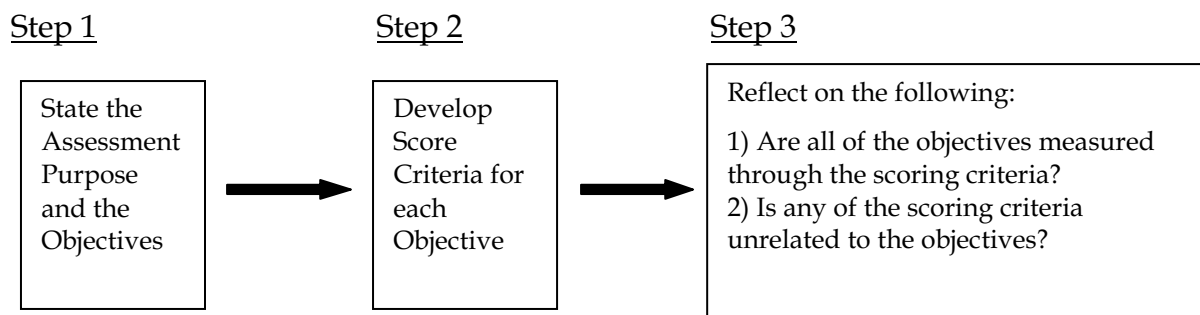 Step 1
Step 2
Step 3
State the
Assessment
Purpose
and the
Objectives
Develop
Score
Criteria for
each
Objective
Reflect on the following:
1) Are all of the objectives measured
through the scoring criteria?
2) Is any of the scoring criteria
unrelated to the objectives?